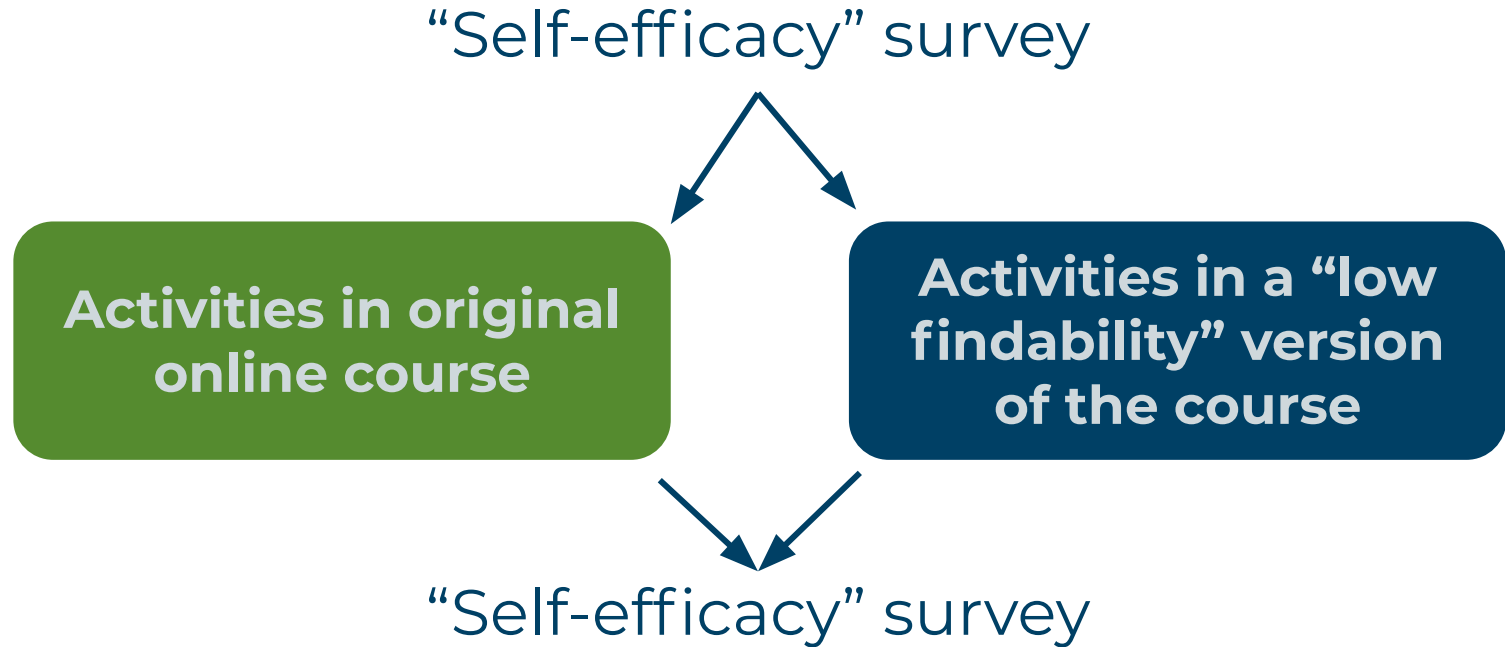 “Self-efficacy” survey
Activities in original
online course
Activities in a “low
findability” version
of the course
“Self-efficacy” survey